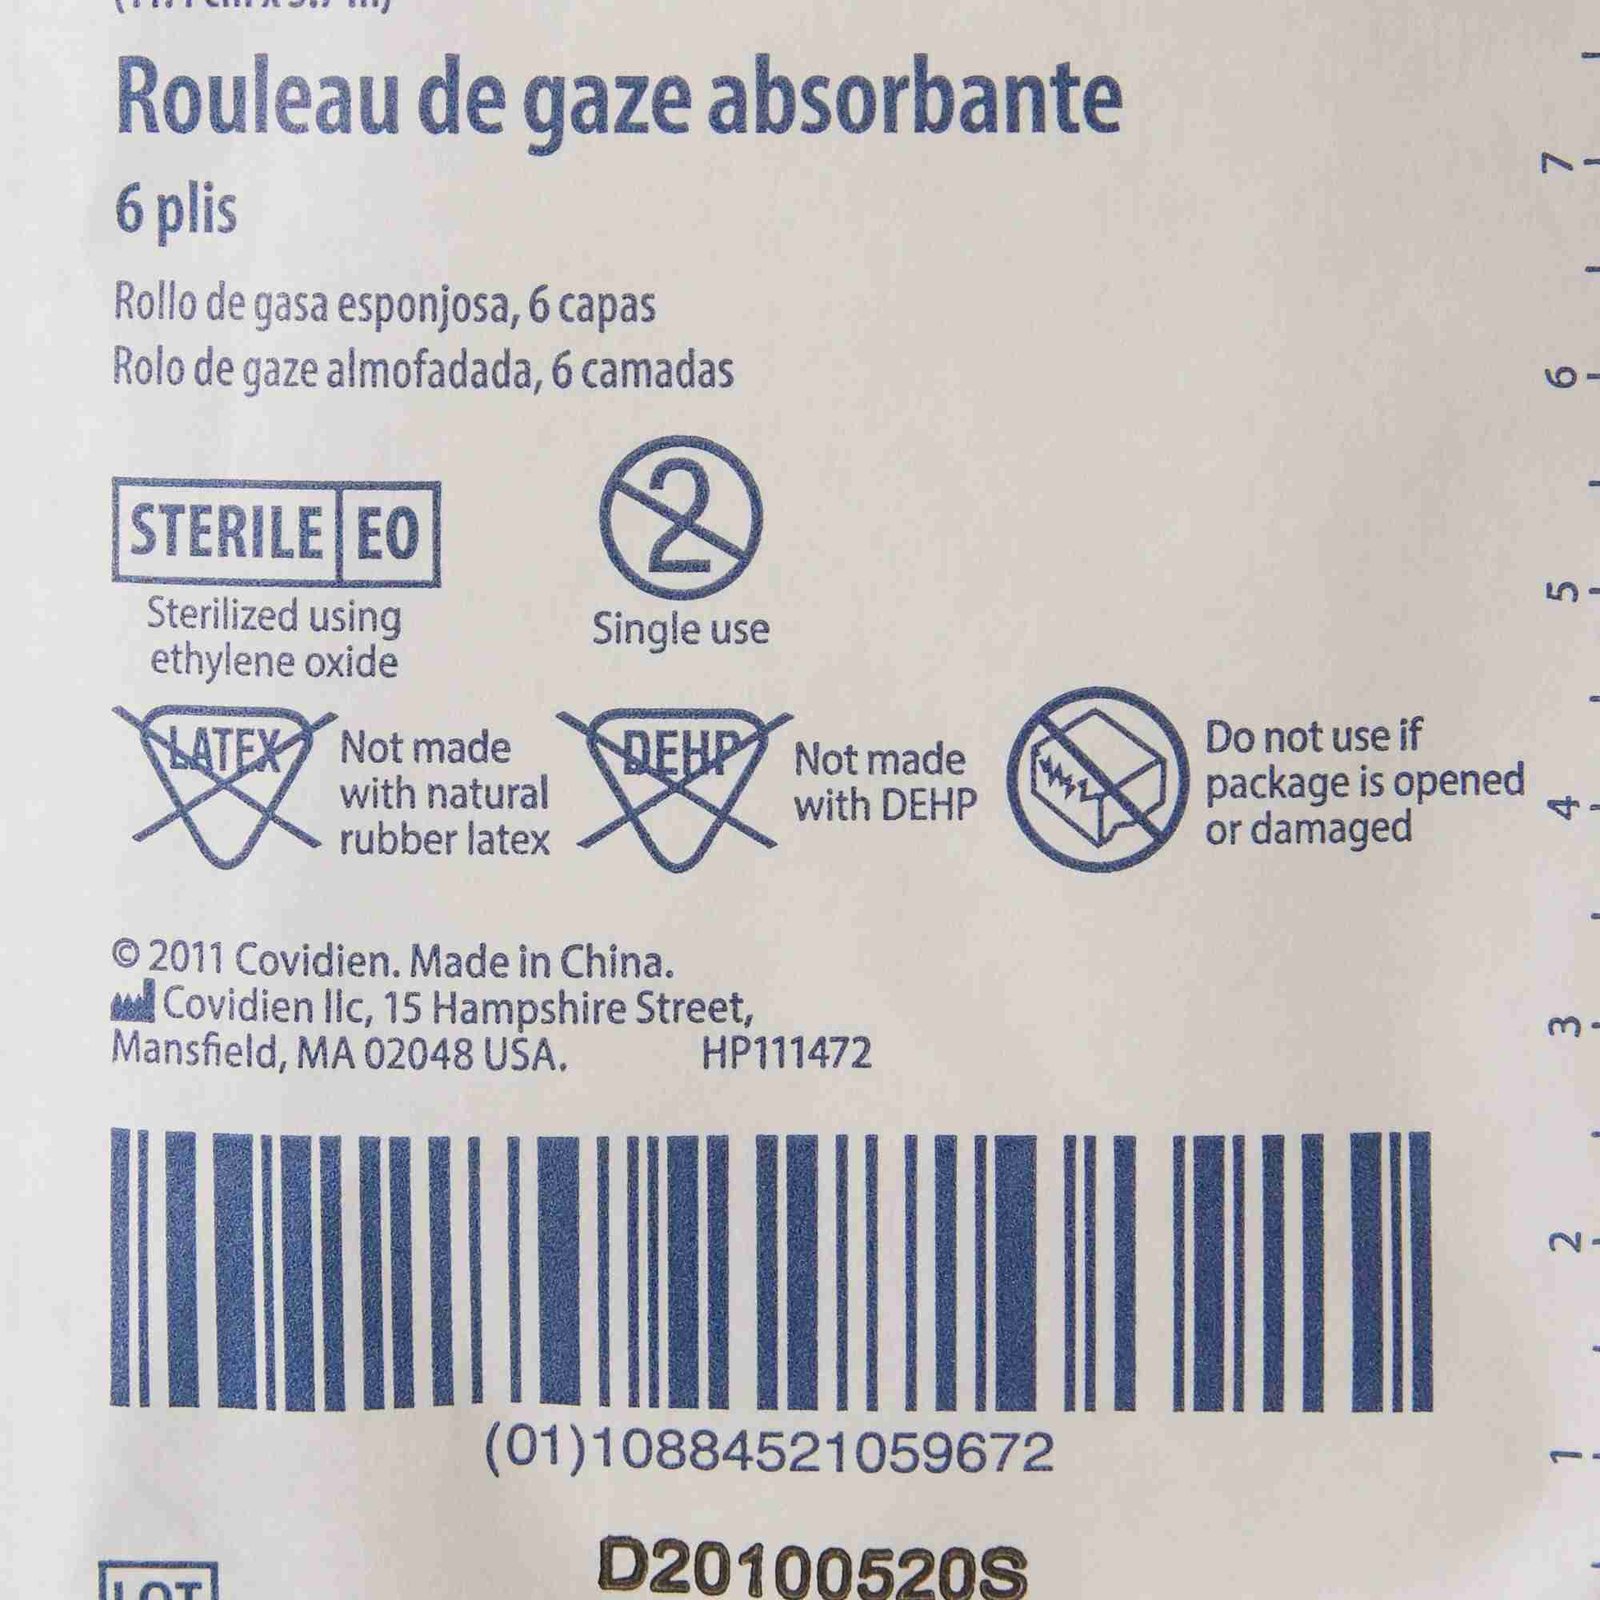 Rouleau de gaze absorbante
6 plis
Rollo de gasa esponjosa, 6 capas
Rolo de gaze almofadada, 6 camadas
STERILE EO
Sterilized using
ethylene oxide
2
Single use
LATEX
Not made
with natural
rubber latex
DEHP
Not made
with DEHP
Do not use if
package is opened
or damaged
© 2011 Covidien. Made in China.
Covidien llc, 15 Hampshire Street,
Mansfield, MA 02048 USA. HP111472
(01)10884521059672
D20100520S
LOT
7
6
5
4
3
2
1